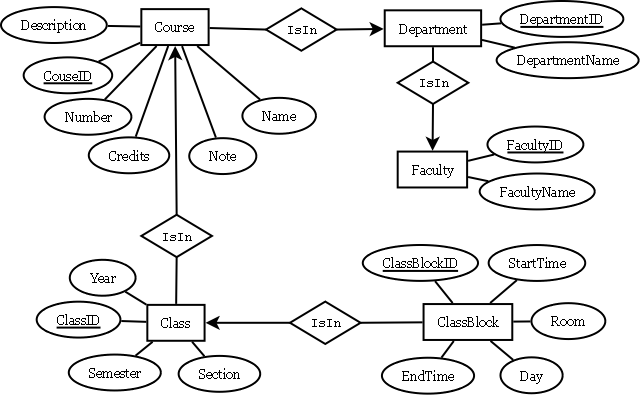 Description
Course
IsIn
Department
DepartmentID
CouseID
DepartmentName
IsIn
Number
Name
Credits
Note
FacultyID
Faculty
FacultyName
IsIn
Year
ClassBlockID
StartTime
ClassID
Class
IsIn
ClassBlock
Room
Semester
Section
EndTime
Day